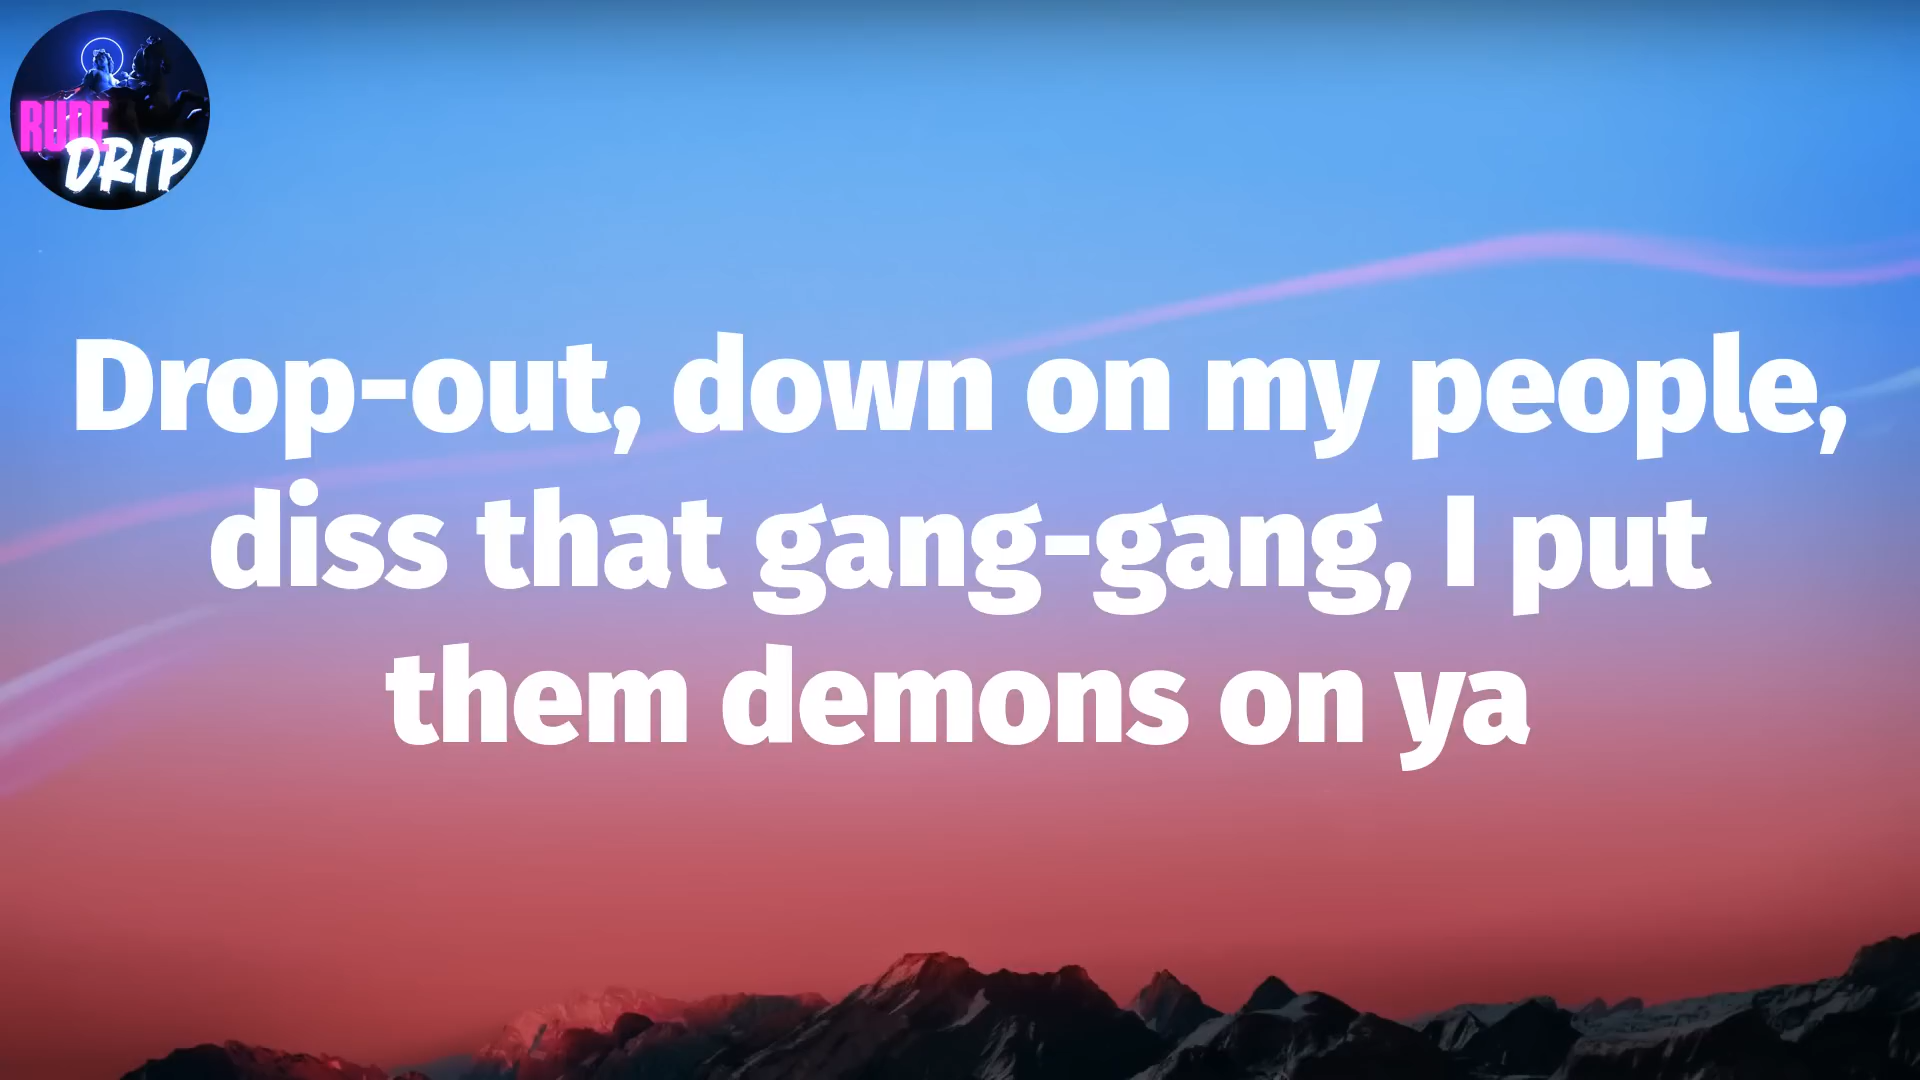 RUDE
DRIP
Drop-out, down on my people,
diss that gang-gang, I put
them demons on ya